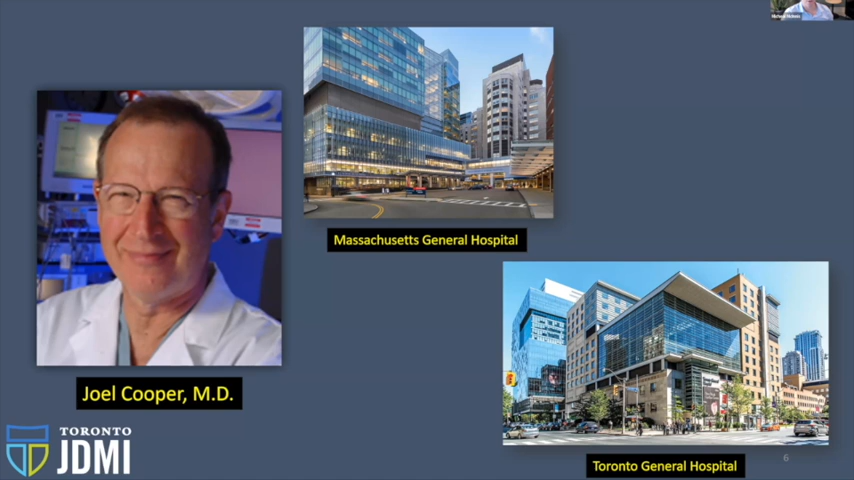 Massachusetts General Hospital
Joel Cooper, M.D.
Toronto General Hospital
TORONTO
JDMI
6